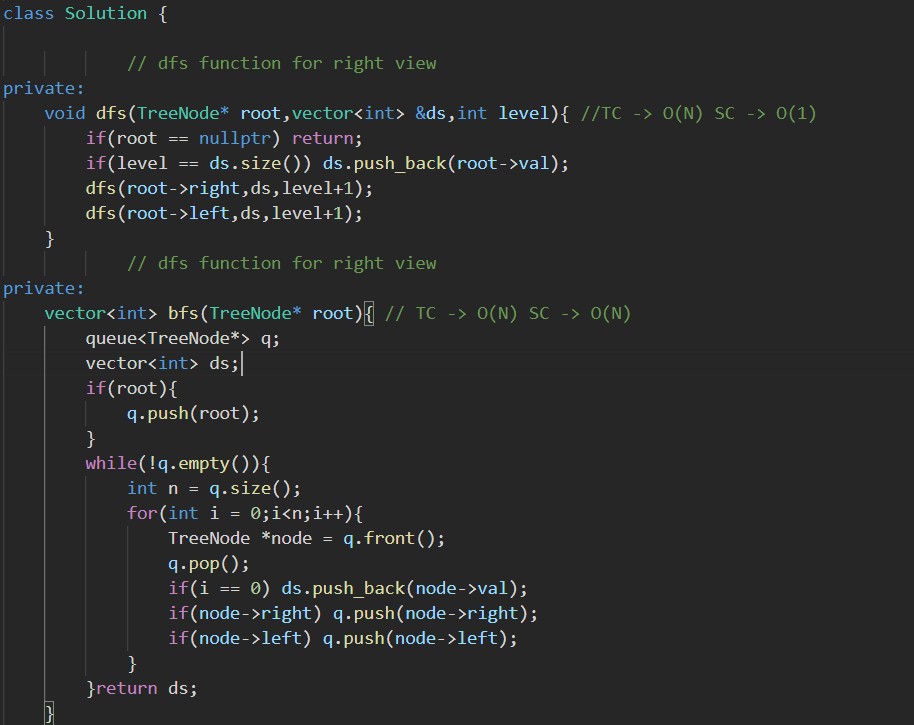 class Solution {
// dfs function for right view
private:
void dfs(TreeNode* root,vector<int> &ds,int level){ //TC -> O(N) SC -> O(1)
if(root == nullptr) return;
if(level == ds.size()) ds.push_back(root->val);
dfs(root->right,ds,level+1);
dfs(root->left,ds,level+1);
}
// dfs function for right view
private:
vector<int> bfs(TreeNode* root){ // TC -> O(N) SC -> O(N)
queue<TreeNode*> q;
vector<int> ds;
if(root){
q.push(root);
}
while(!q.empty()){
int n = q.size();
for(int i = 0;i<n;i++){
TreeNode *node = q.front();
q.pop();
if(i == 0) ds.push_back(node->val);
if(node->right) q.push(node->right);
if(node->left) q.push(node->left);
}
}return ds;
}